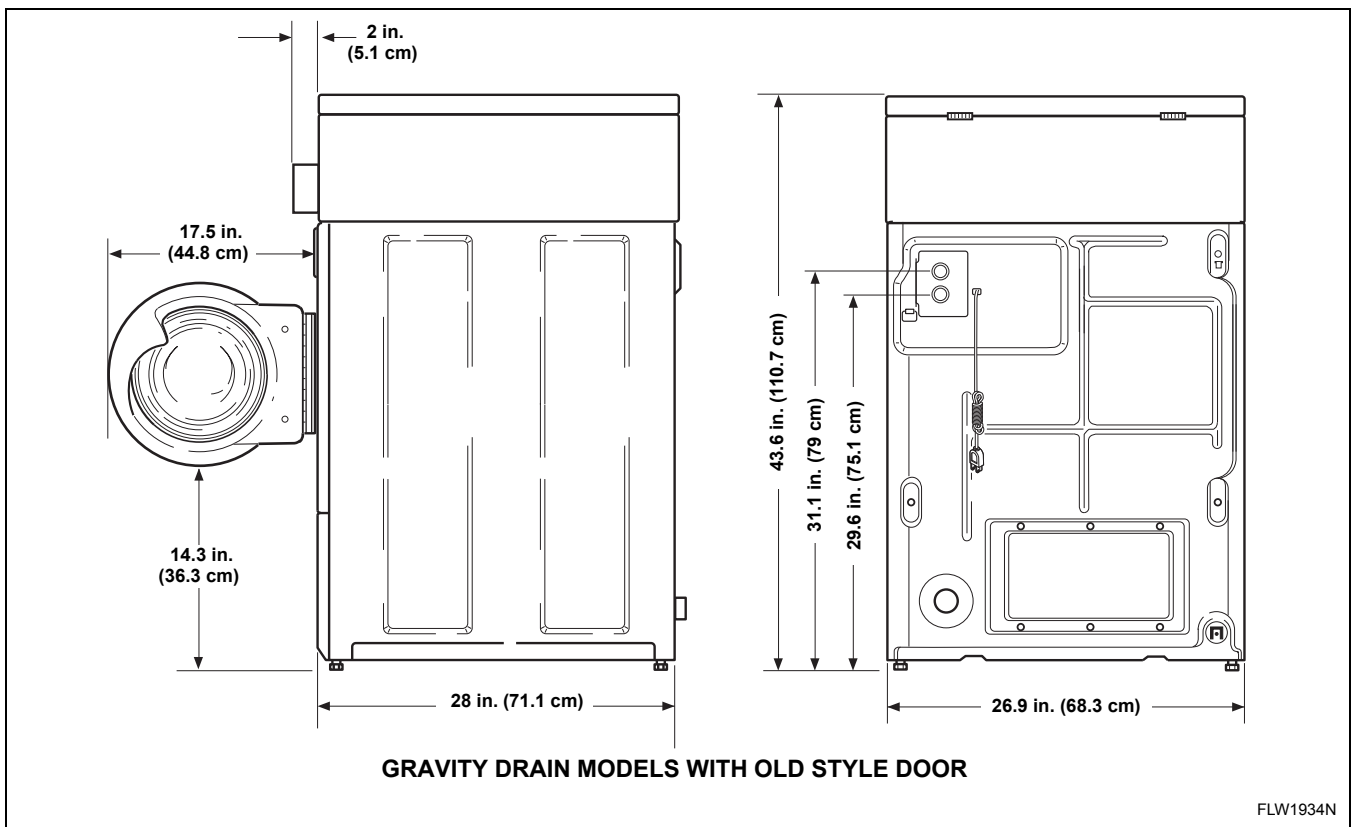 2 in.
(5.1 cm)
17.5 in.
(44.8 cm)
14.3 in.
(36.3 cm)
28 in. (71.1 cm)
43.6 in. (110.7 cm)
31.1 in. (79 cm)
29.6 in. (75.1 cm)
26.9 in. (68.3 cm)
GRAVITY DRAIN MODELS WITH OLD STYLE DOOR
FLW1934N